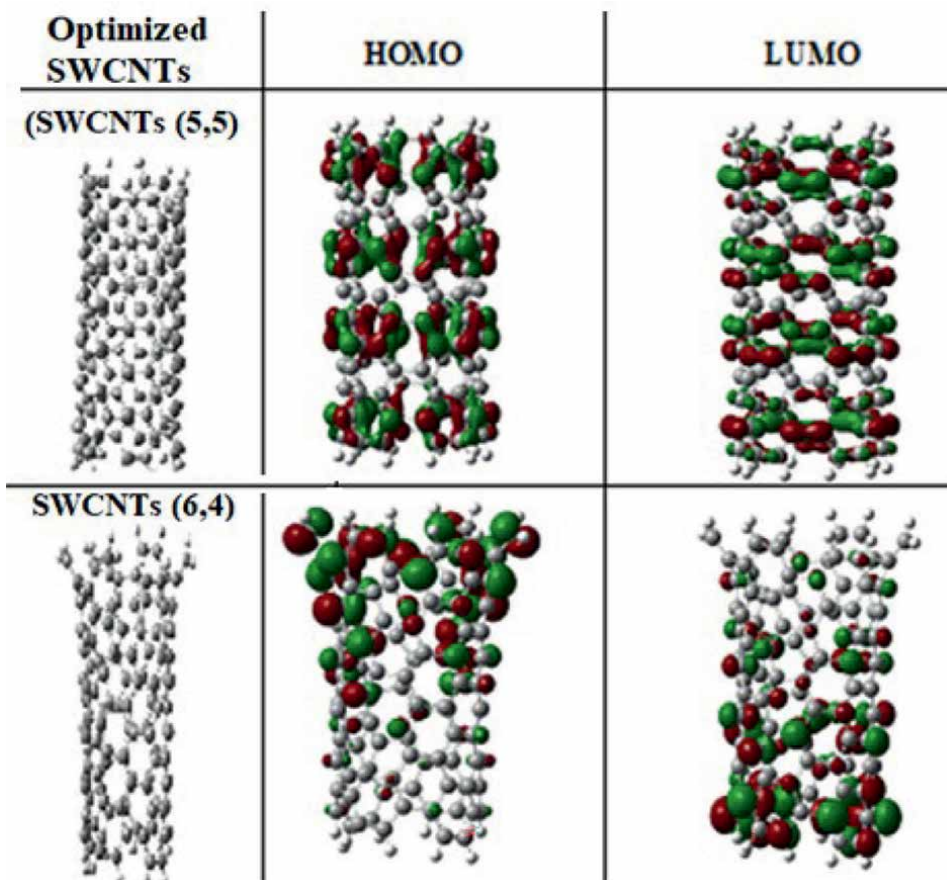 Optimized
SWCNTs
HOMO
LUMO
(SWCNTs (5,5)
SWCNTs (6,4)